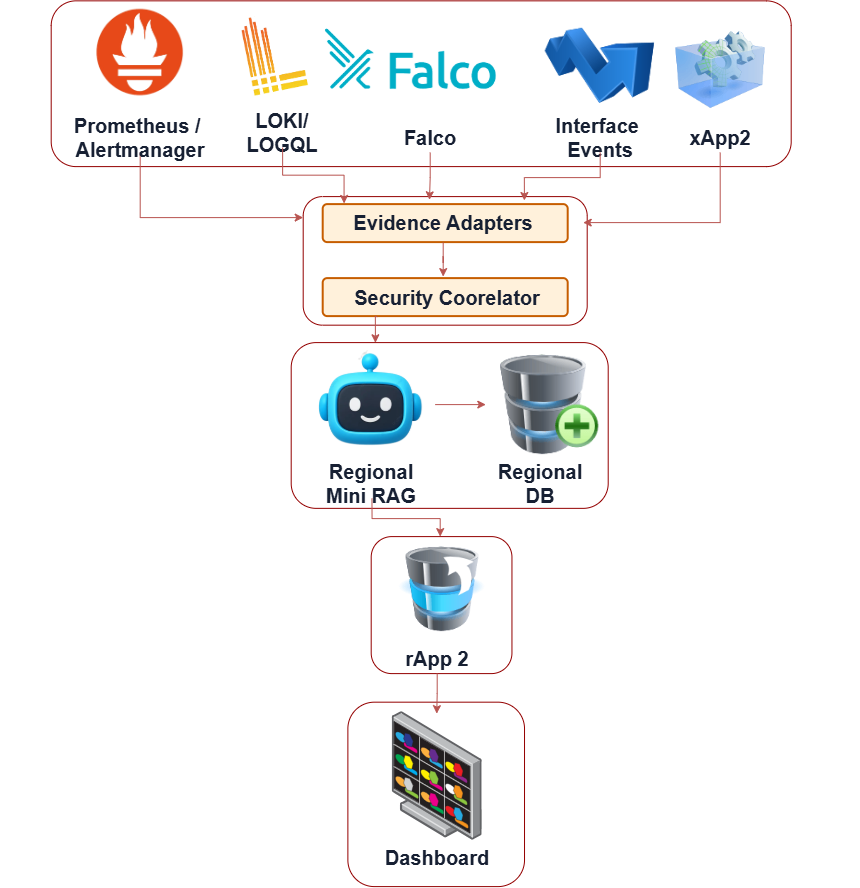 Falco
Prometheus /
Alertmanager
LOKI/
LOGQL
Falco
Interface
Events
xApp2
Evidence Adapters
Security Coorelator
Regional
Mini RAG
Regional
DB
rApp 2
Dashboard